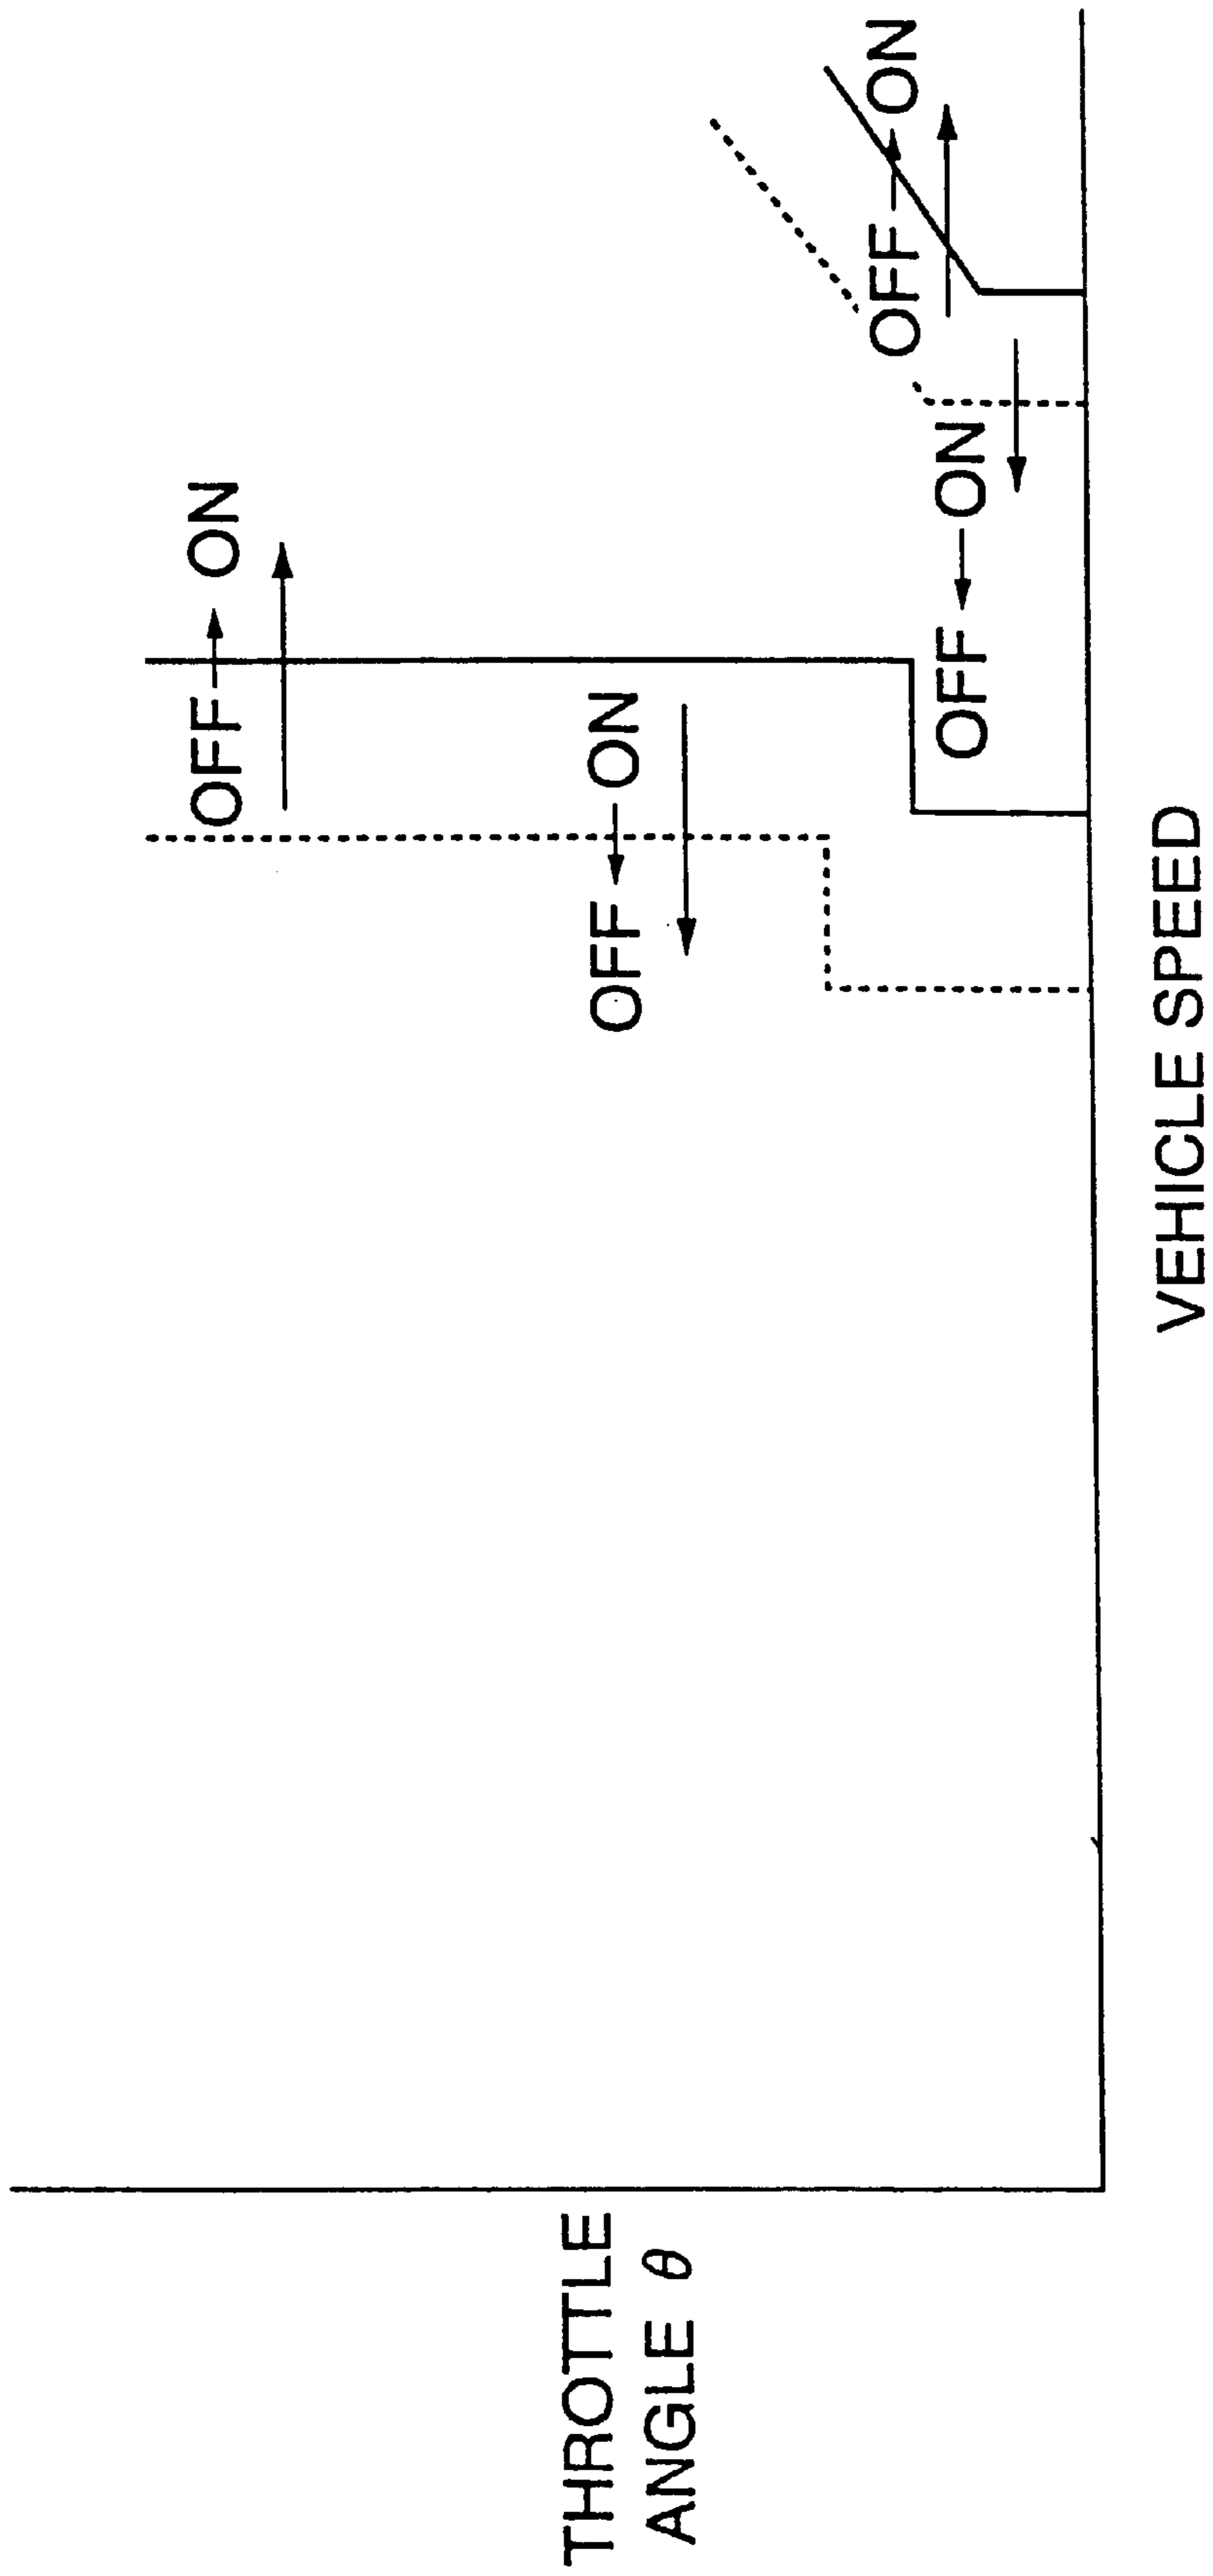 THROTTLE
ANGLE θ
OFF → ON
OFF ← ON
OFF → ON
OFF ← ON
VEHICLE SPEED